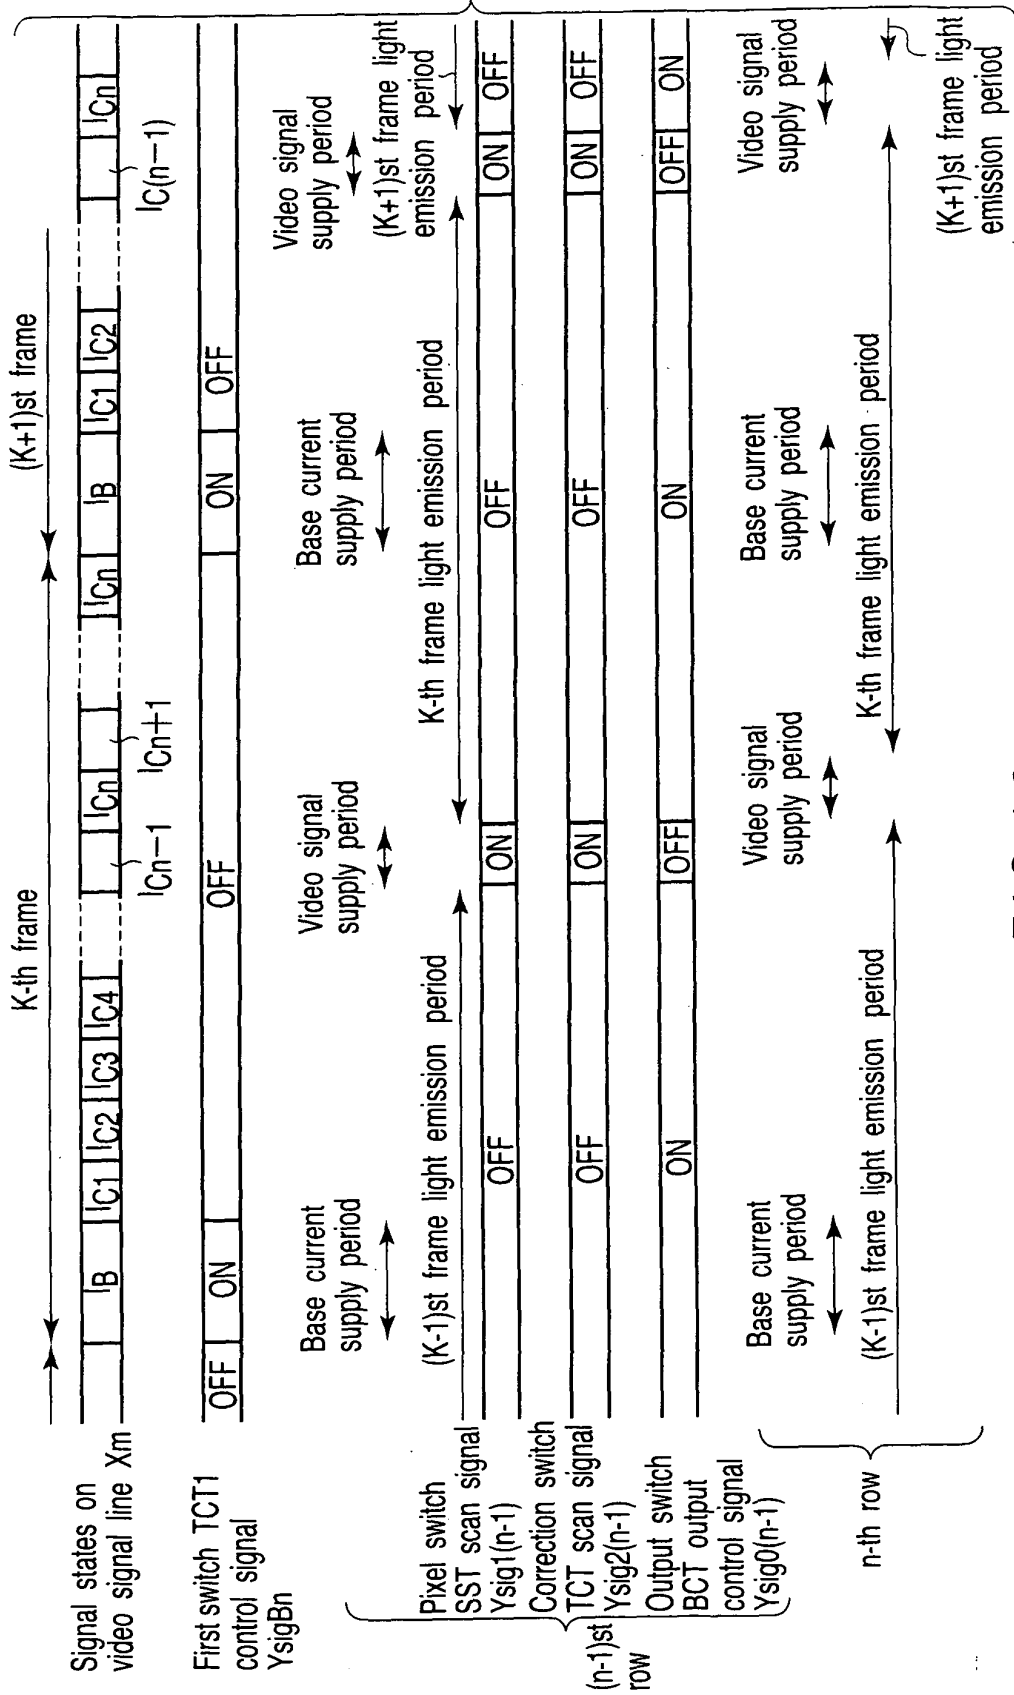 K-th frame
(K+1)st frame
Signal states on
video signal line Xm
IB
IC1
IC2
IC3
IC4
ICn-1
ICn
ICn+1
ICn
IB
IC1
IC2
IC(n-1)
ICn
First switch TCT1
control signal
YsigBn
OFF
ON
OFF
ON
OFF
Base current
supply period
Video signal
supply period
Base current
supply period
Video signal
supply period
(K-1)st frame light emission period
K-th frame light emission period
(K+1)st frame light
emission period
(n-1)st
row
Pixel switch
SST scan signal
Ysig1(n-1)
OFF
ON
OFF
ON
OFF
Correction switch
TCT scan signal
Ysig2(n-1)
OFF
ON
OFF
ON
OFF
Output switch
BCT output
control signal
Ysig0(n-1)
ON
OFF
ON
OFF
ON
n-th row
Base current
supply period
Video signal
supply period
Base current
supply period
Video signal
supply period
(K-1)st frame light emission period
K-th frame light emission period
(K+1)st frame light
emission period